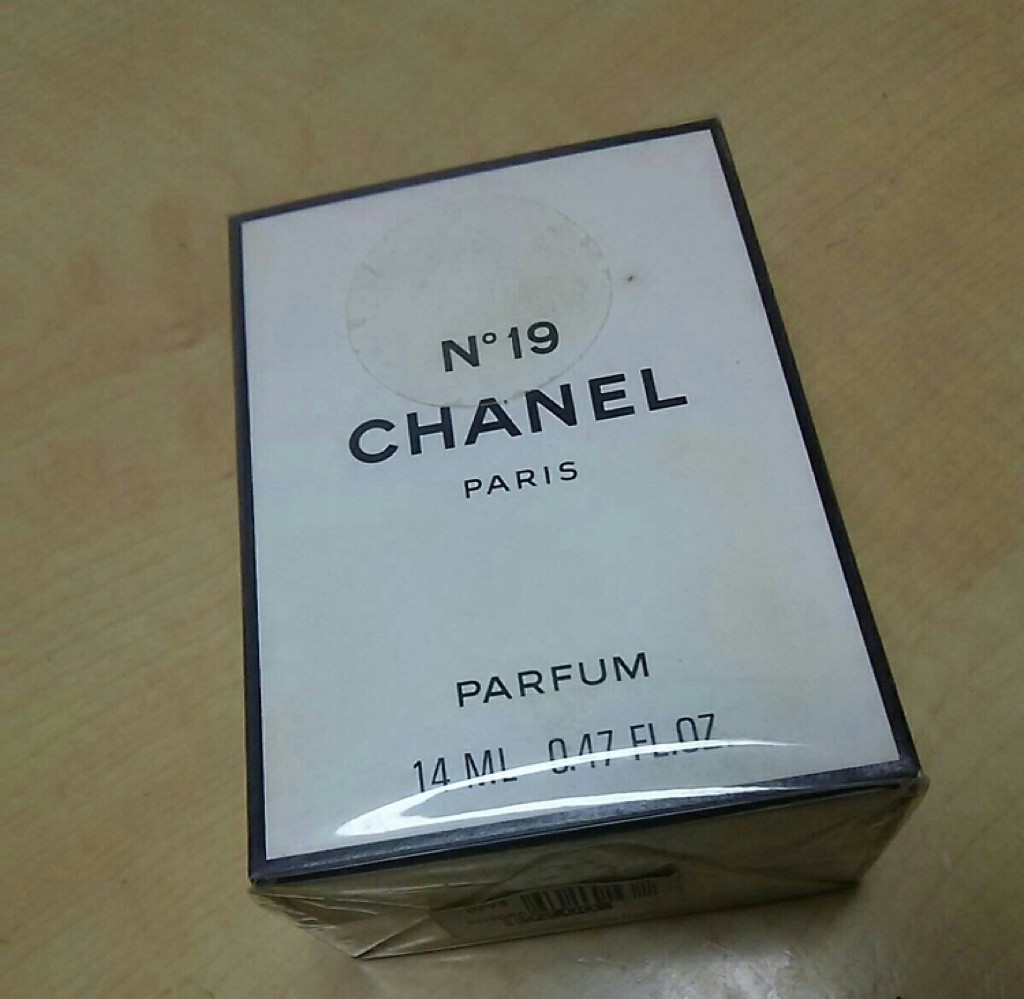 N°19
CHANEL
PARIS
PARFUM
14 ML 0.47 FL.OZ.